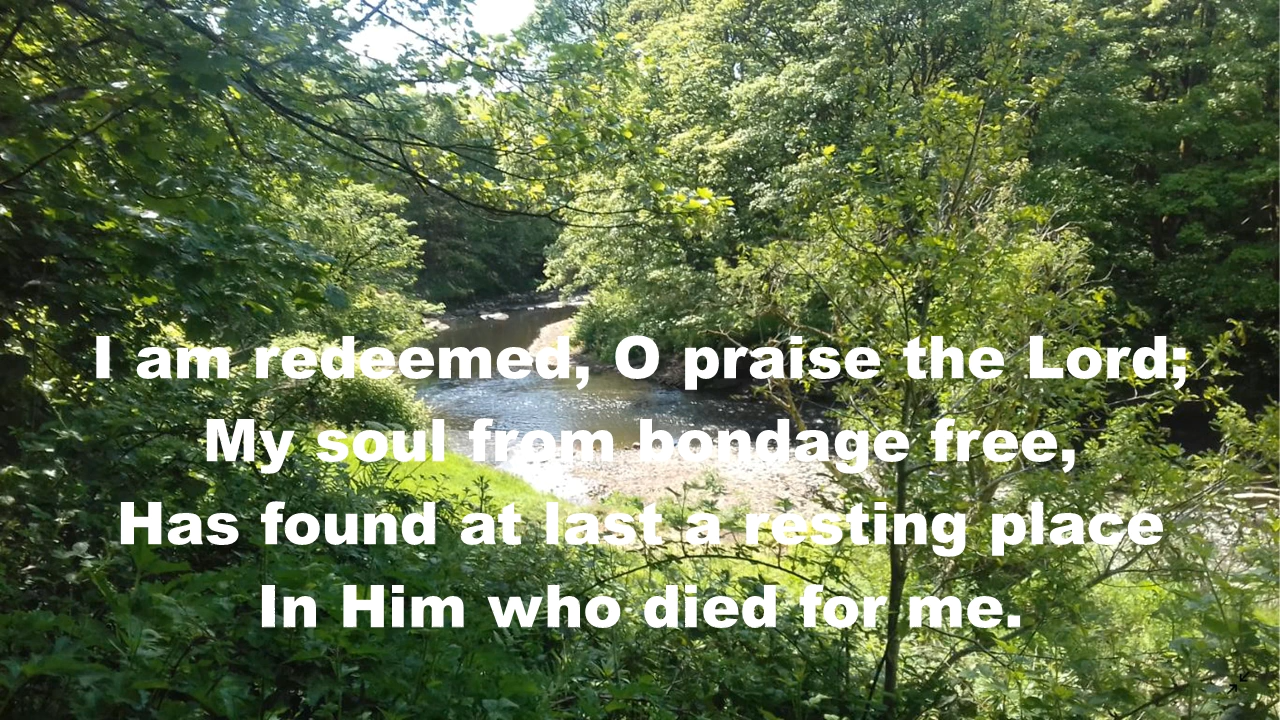 I am redeemed, O praise the Lord;
My soul from bondage free,
Has found at last a resting place
In Him who died for me.